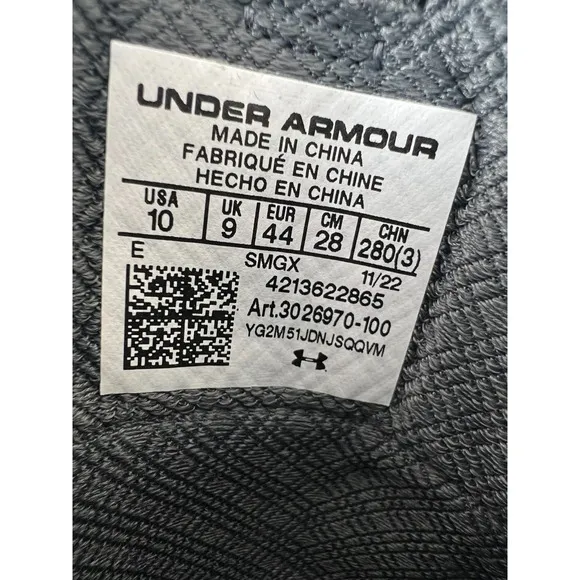 UNDER ARMOUR
MADE IN CHINA
FABRIQUÉ EN CHINE
HECHO EN CHINA
USA UK EUR CM CHN
10 9 44 28 280(3)
E SMGX 11/22
4213622865
Art.3026970-100
YG2M51JDNJSQQVM